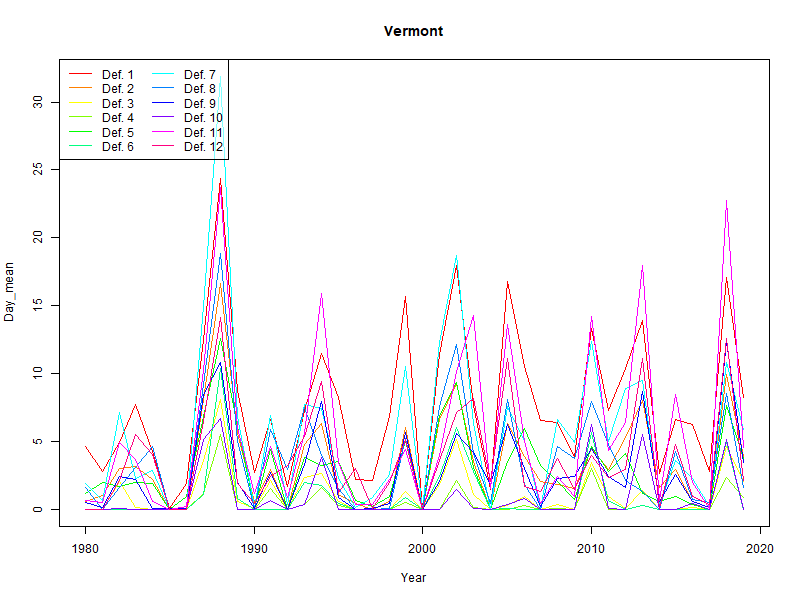 Vermont
Def. 1 Def. 7
Def. 2 Def. 8
Def. 3 Def. 9
Def. 4 Def. 10
Def. 5 Def. 11
Def. 6 Def. 12
30
25
20
15
10
5
0
Day_mean
1980 1990 2000 2010 2020
Year